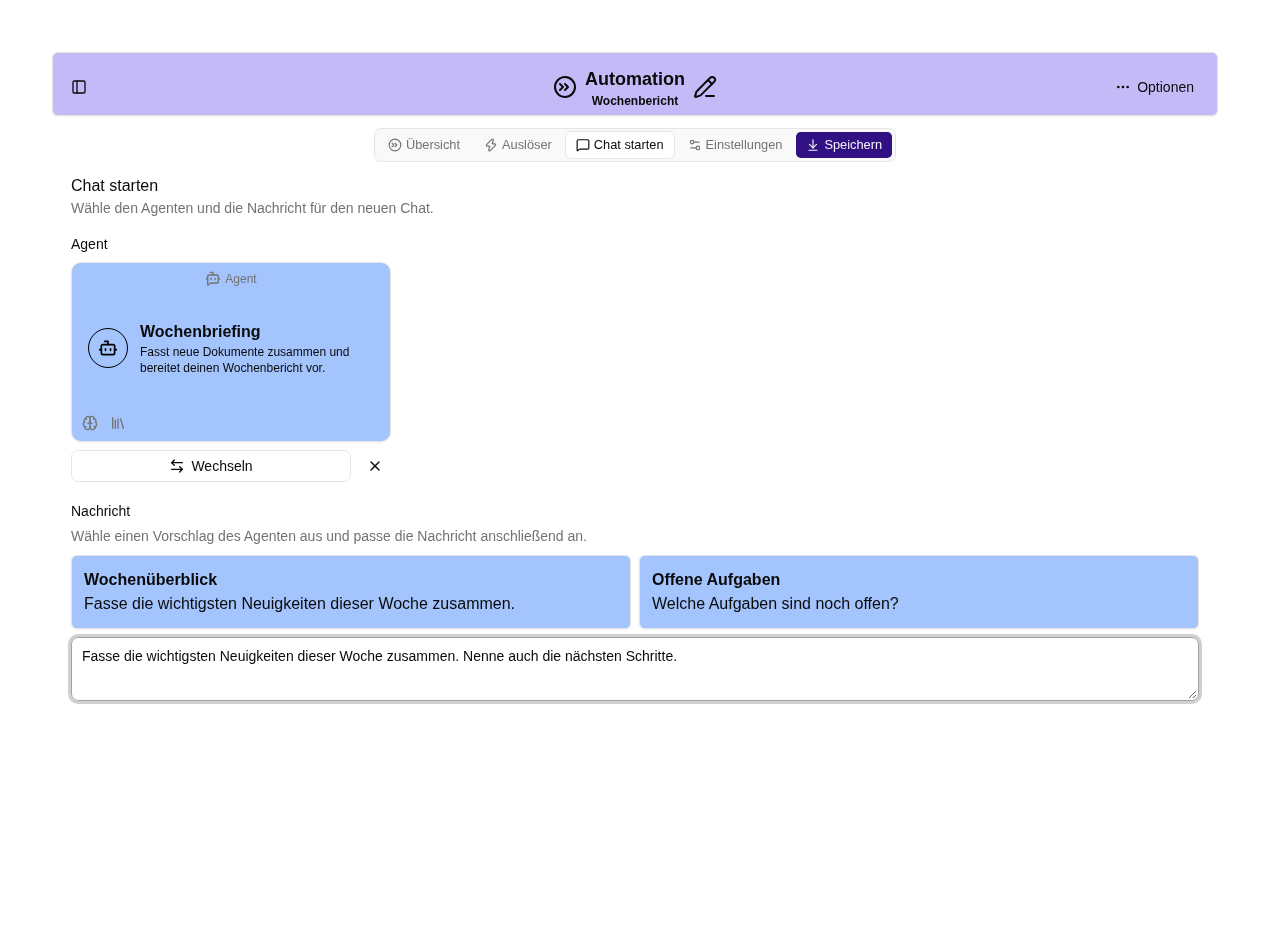 Automation
Wochenbericht
Optionen
Übersicht
Auslöser
Chat starten
Einstellungen
Speichern
Chat starten
Wähle den Agenten und die Nachricht für den neuen Chat.
Agent
Agent
Wochenbriefing
Fasst neue Dokumente zusammen und
bereitet deinen Wochenbericht vor.
Wechseln
Nachricht
Wähle einen Vorschlag des Agenten aus und passe die Nachricht anschließend an.
Wochenüberblick
Fasse die wichtigsten Neuigkeiten dieser Woche zusammen.
Offene Aufgaben
Welche Aufgaben sind noch offen?
Fasse die wichtigsten Neuigkeiten dieser Woche zusammen. Nenne auch die nächsten Schritte.